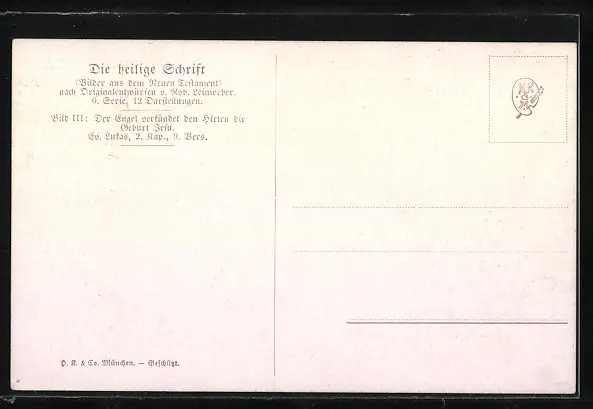 Die heilige Schrift
(Bilder aus dem Neuen Testament)
nach Originalentwürfen v. Rob. Leinweber.
6. Serie, 12 Darstellungen.
Bild III: Der Engel verkündet den Hirten die
Geburt Jesu.
Ev. Lukas, 2. Kap., 9. Vers.
P. K. & Co. München. — Geschützt.